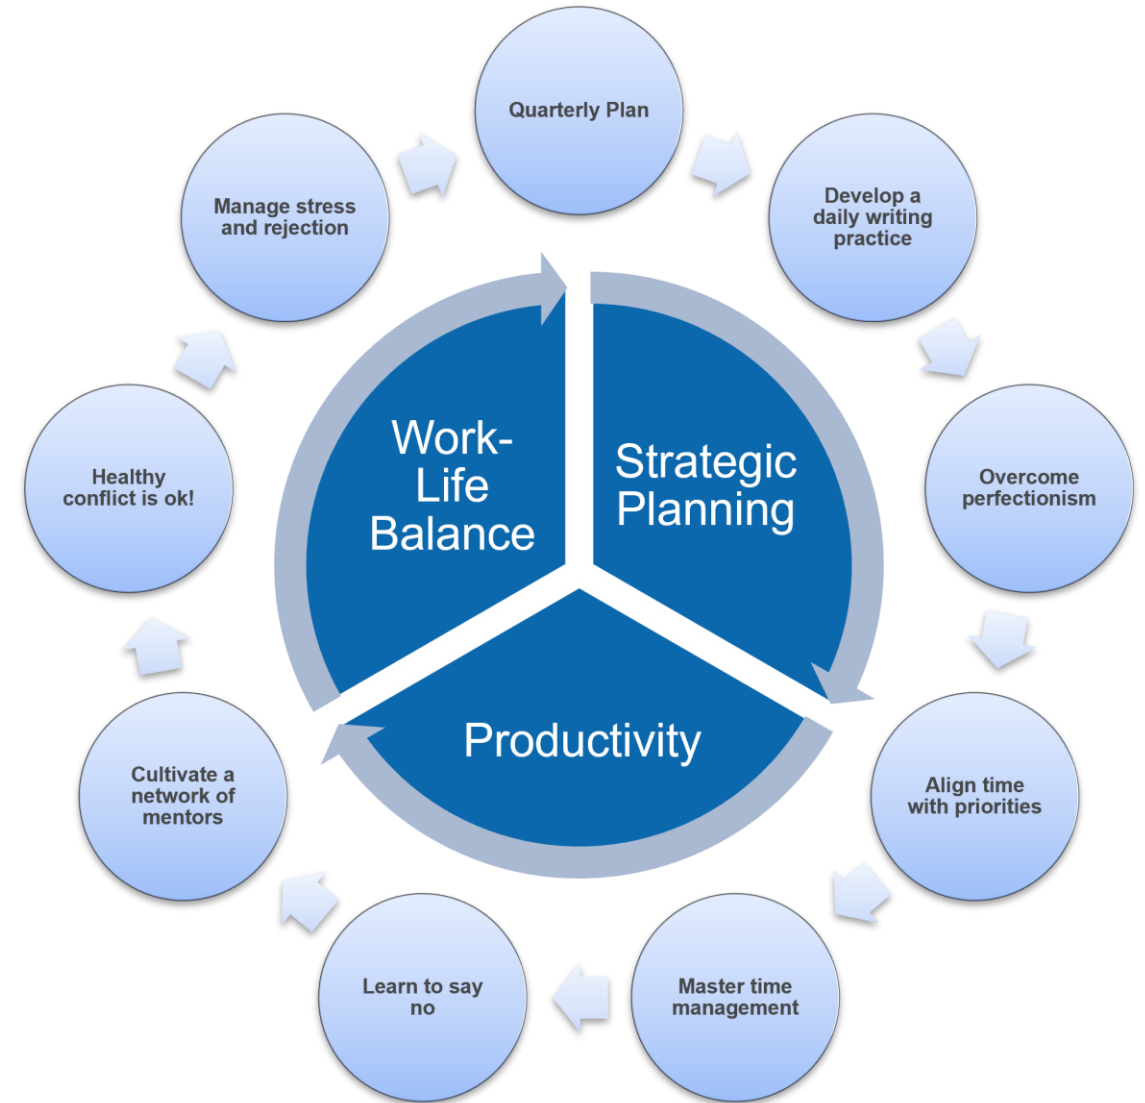 Quarterly Plan
Develop a
daily writing
practice
Overcome
perfectionism
Align time
with priorities
Master time
management
Learn to say
no
Cultivate a
network of
mentors
Healthy
conflict is ok!
Manage stress
and rejection
Strategic
Planning
Productivity
Work-
Life
Balance